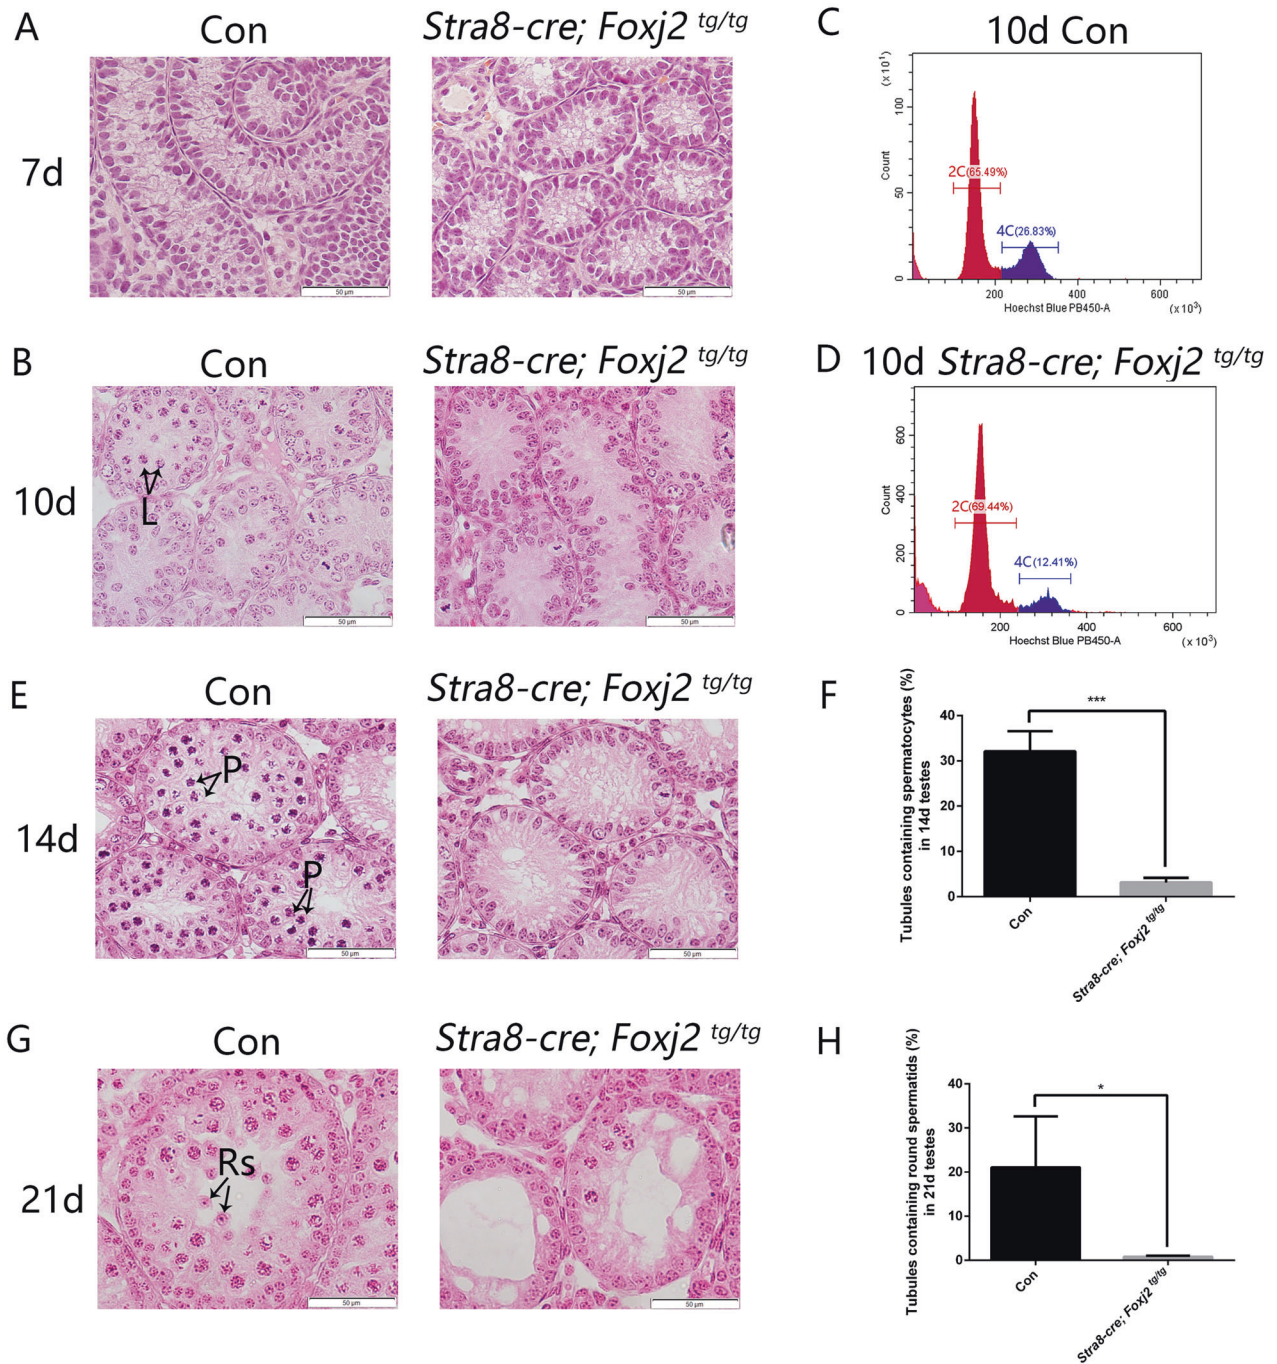 A
Con
Stra8-cre; Foxj2 tg/tg
7d
50 µm
50 µm
C
10d Con
(x 10¹)
Count
100
50
0
2C(65.49%)
4C(26.83%)
200
400
600
Hoechst Blue PB450-A
(x 10³)
B
Con
Stra8-cre; Foxj2 tg/tg
10d
L
50 µm
50 µm
D
10d Stra8-cre; Foxj2 tg/tg
Count
600
400
200
0
2C(69.44%)
4C(12.41%)
200
400
600
Hoechst Blue PB450-A
(x 10³)
E
Con
Stra8-cre; Foxj2 tg/tg
14d
P
P
50 µm
50 µm
F
Tubules containing spermatocytes (%)
in 14d testes
40
30
20
10
0
***
Con
Stra8-cre; Foxj2 tg/tg
G
Con
Stra8-cre; Foxj2 tg/tg
21d
Rs
50 µm
50 µm
H
Tubules containing round spermatids (%)
in 21d testes
40
30
20
10
0
*
Con
Stra8-cre; Foxj2 tg/tg